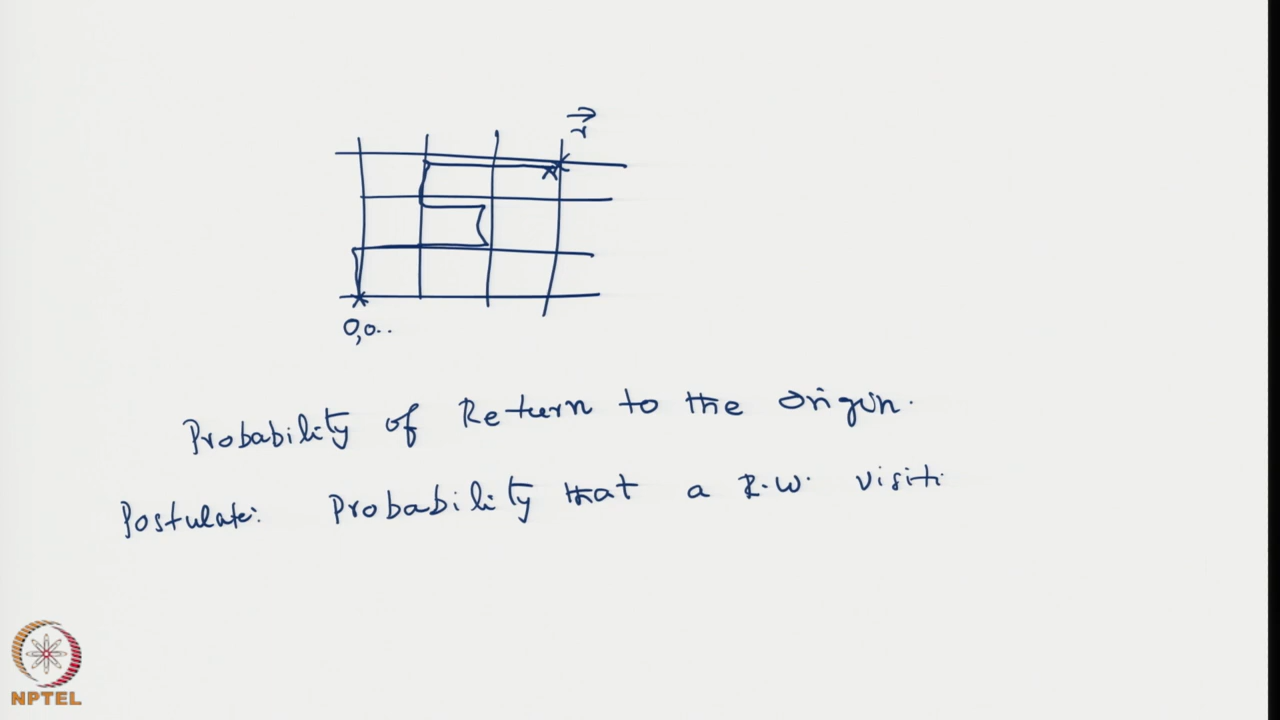 r
0,0..
Probability of Return to the origin.
Postulate: Probability that a R.W. visiti
NPTEL